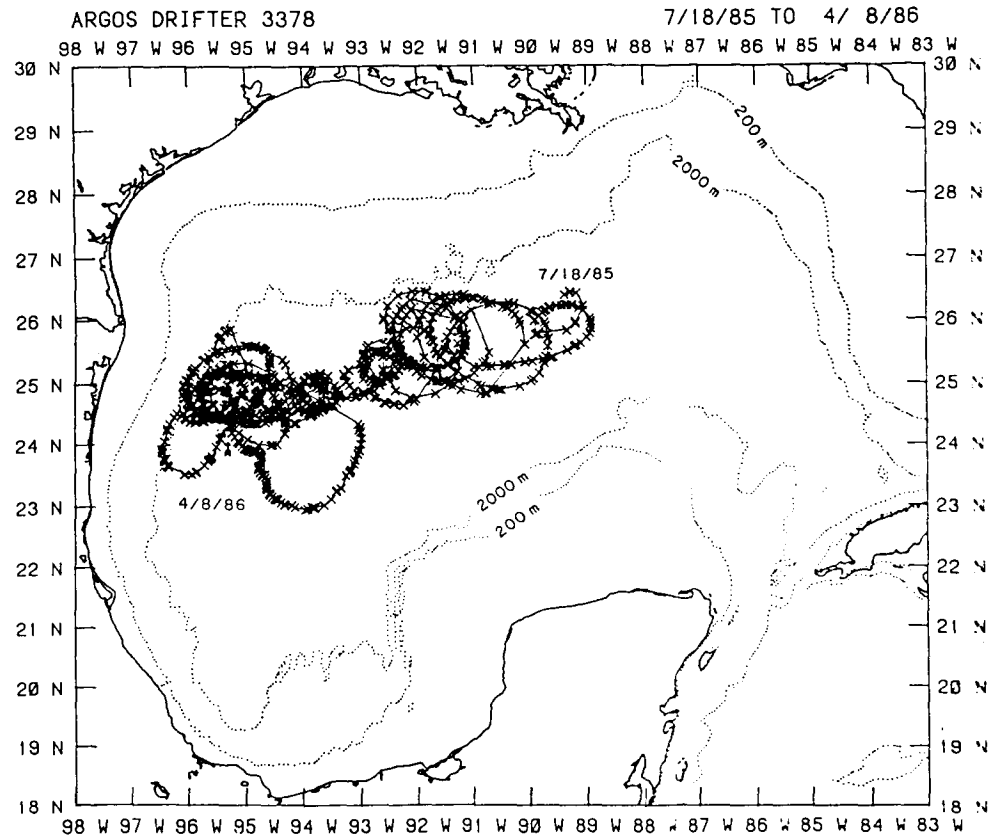 ARGOS DRIFTER 3378 7/18/85 TO 4/ 8/86
98 W 97 W 96 W 95 W 94 W 93 W 92 W 91 W 90 W 89 W 88 W 87 W 86 W 85 W 84 W 83 W
30 N 30 N
200 m
29 N 29 N
2000 m
28 N 28 N
27 N 27 N
7/18/85
26 N 26 N
25 N 25 N
24 N 24 N
2000 m
4/8/86
23 N 23 N
200 m
22 N 22 N
21 N 21 N
20 N 20 N
19 N 19 N
18 N 18 N
98 W 97 W 96 W 95 W 94 W 93 W 92 W 91 W 90 W 89 W 88 W 87 W 86 W 85 W 84 W 83 W